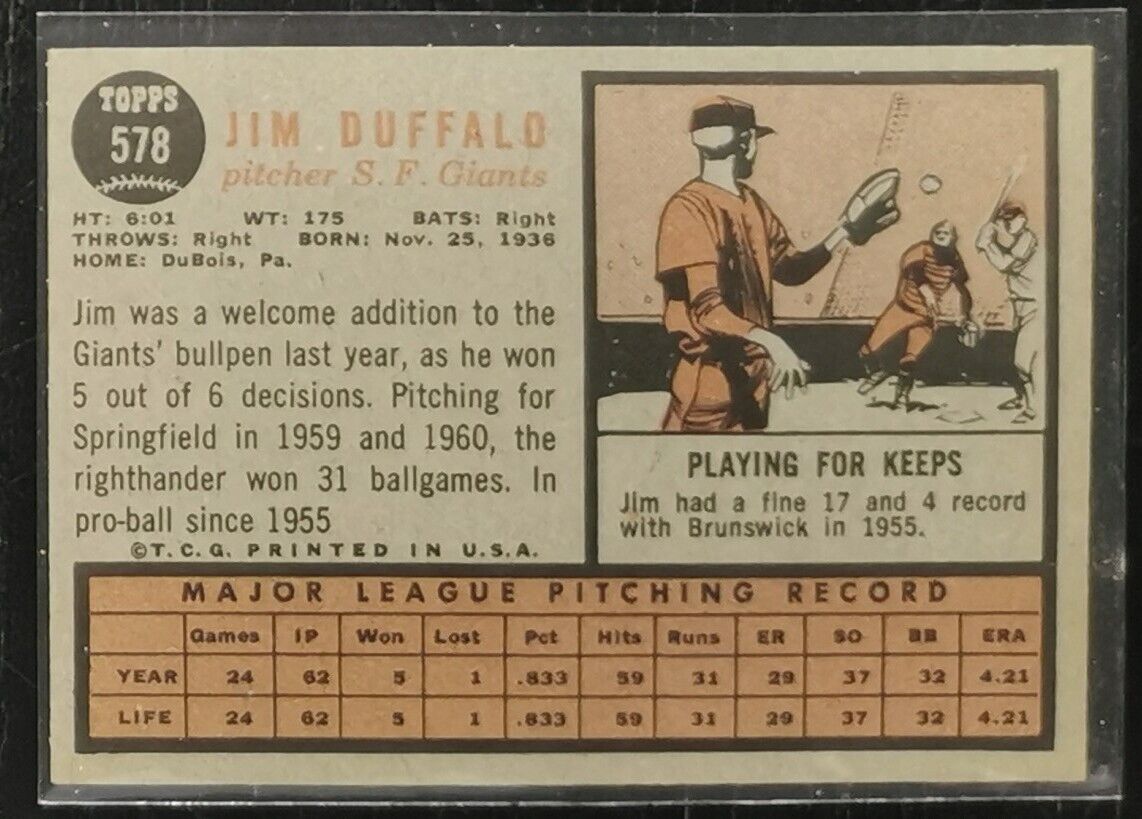 TOPPS
578
JIM DUFFALO
pitcher S. F. Giants
HT: 6:01 WT: 175 BATS: Right
THROWS: Right BORN: Nov. 25, 1936
HOME: DuBois, Pa.
Jim was a welcome addition to the
Giants' bullpen last year, as he won
5 out of 6 decisions. Pitching for
Springfield in 1959 and 1960, the
righthander won 31 ballgames. In
pro-ball since 1955
©T. C. G. PRINTED IN U.S.A.
PLAYING FOR KEEPS
Jim had a fine 17 and 4 record
with Brunswick in 1955.
MAJOR LEAGUE PITCHING RECORD
Games IP Won Lost Pct Hits Runs ER SO BB ERA
YEAR 24 62 5 1 .833 59 31 29 37 32 4.21
LIFE 24 62 5 1 .833 59 31 29 37 32 4.21